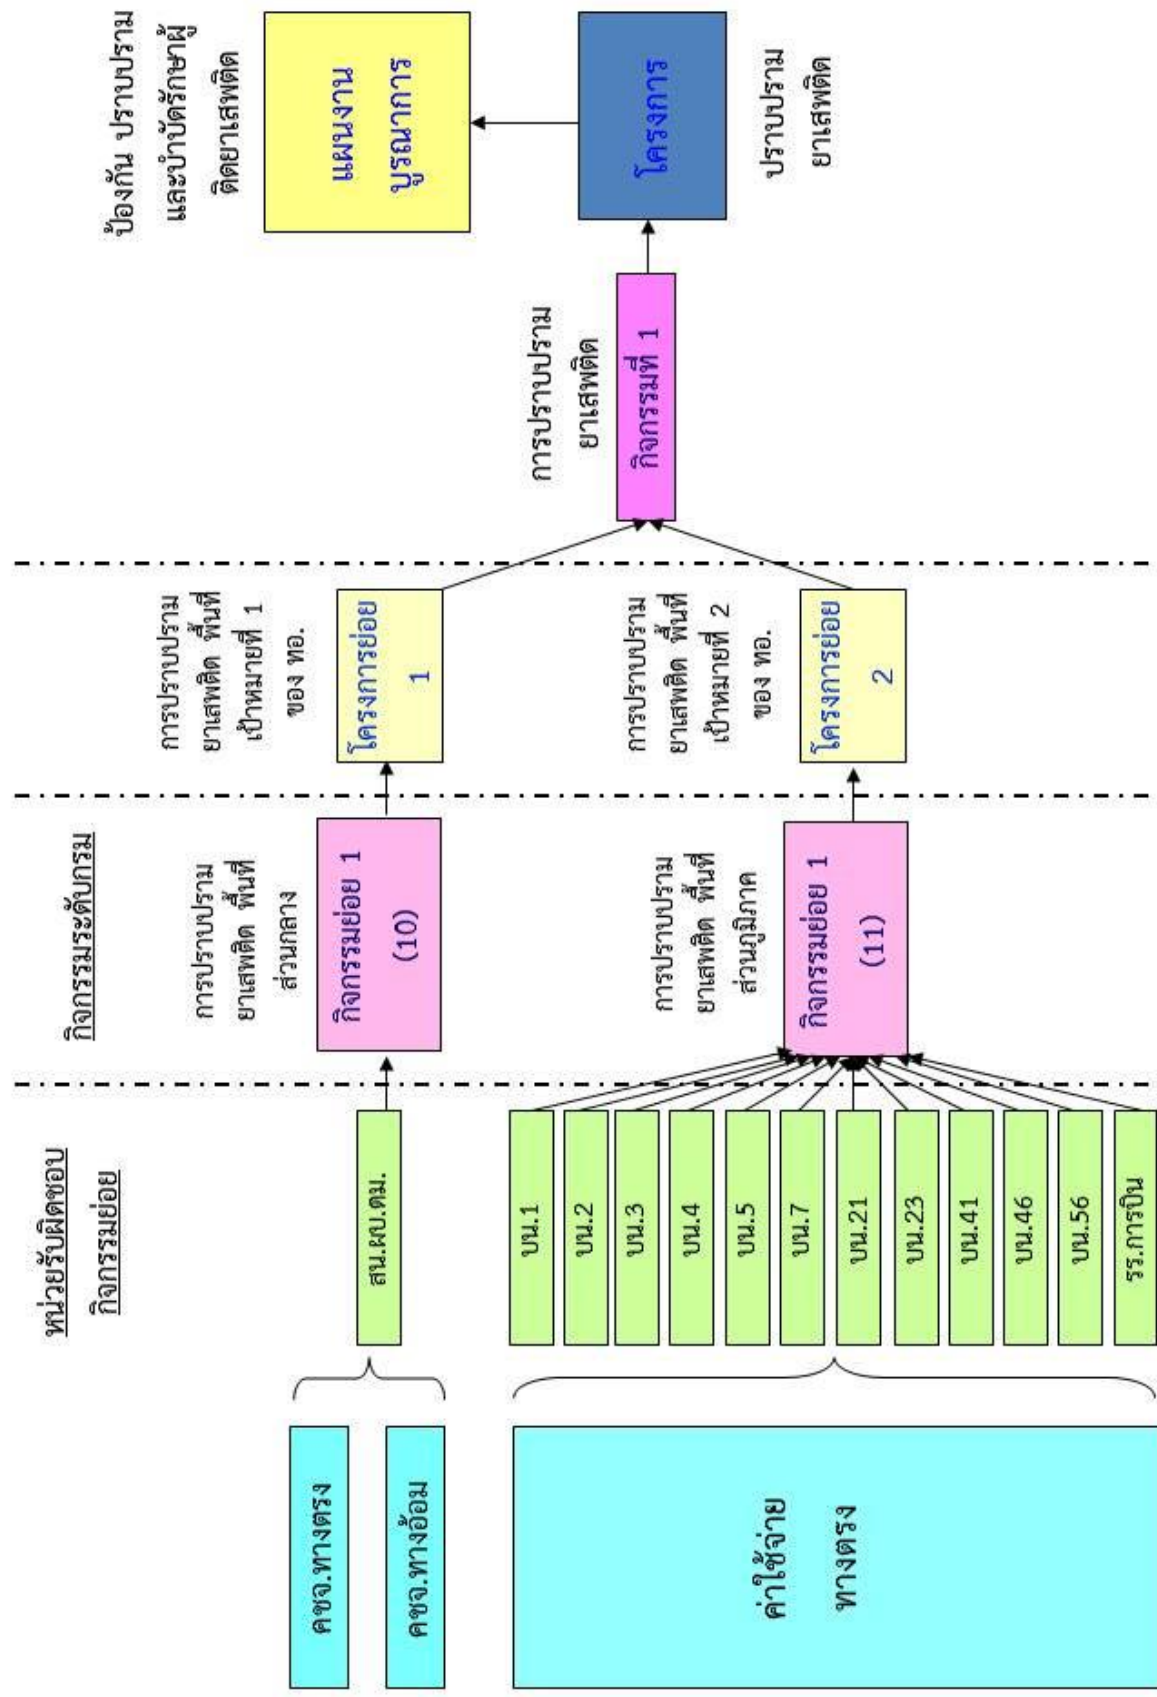 หน่วยรับผิดชอบ
กิจกรรมย่อย
กิจกรรมระดับกรม
คชจ.ทางตรง
คชจ.ทางอ้อม
สน.ผบ.ดม.
การปราบปราม
ยาเสพติด พื้นที่
ส่วนกลาง
กิจกรรมย่อย 1
(10)
การปราบปราม
ยาเสพติด พื้นที่
เป้าหมายที่ 1
ของ ทอ.
โครงการย่อย
1
ค่าใช้จ่าย
ทางตรง
บน.1
บน.2
บน.3
บน.4
บน.5
บน.7
บน.21
บน.23
บน.41
บน.46
บน.56
รร.การบิน
การปราบปราม
ยาเสพติด พื้นที่
ส่วนภูมิภาค
กิจกรรมย่อย 1
(11)
การปราบปราม
ยาเสพติด พื้นที่
เป้าหมายที่ 2
ของ ทอ.
โครงการย่อย
2
การปราบปราม
ยาเสพติด
กิจกรรมที่ 1
ป้องกัน ปราบปราม
และบำบัดรักษาผู้
ติดยาเสพติด
แผนงาน
บูรณาการ
โครงการ
ปราบปราม
ยาเสพติด